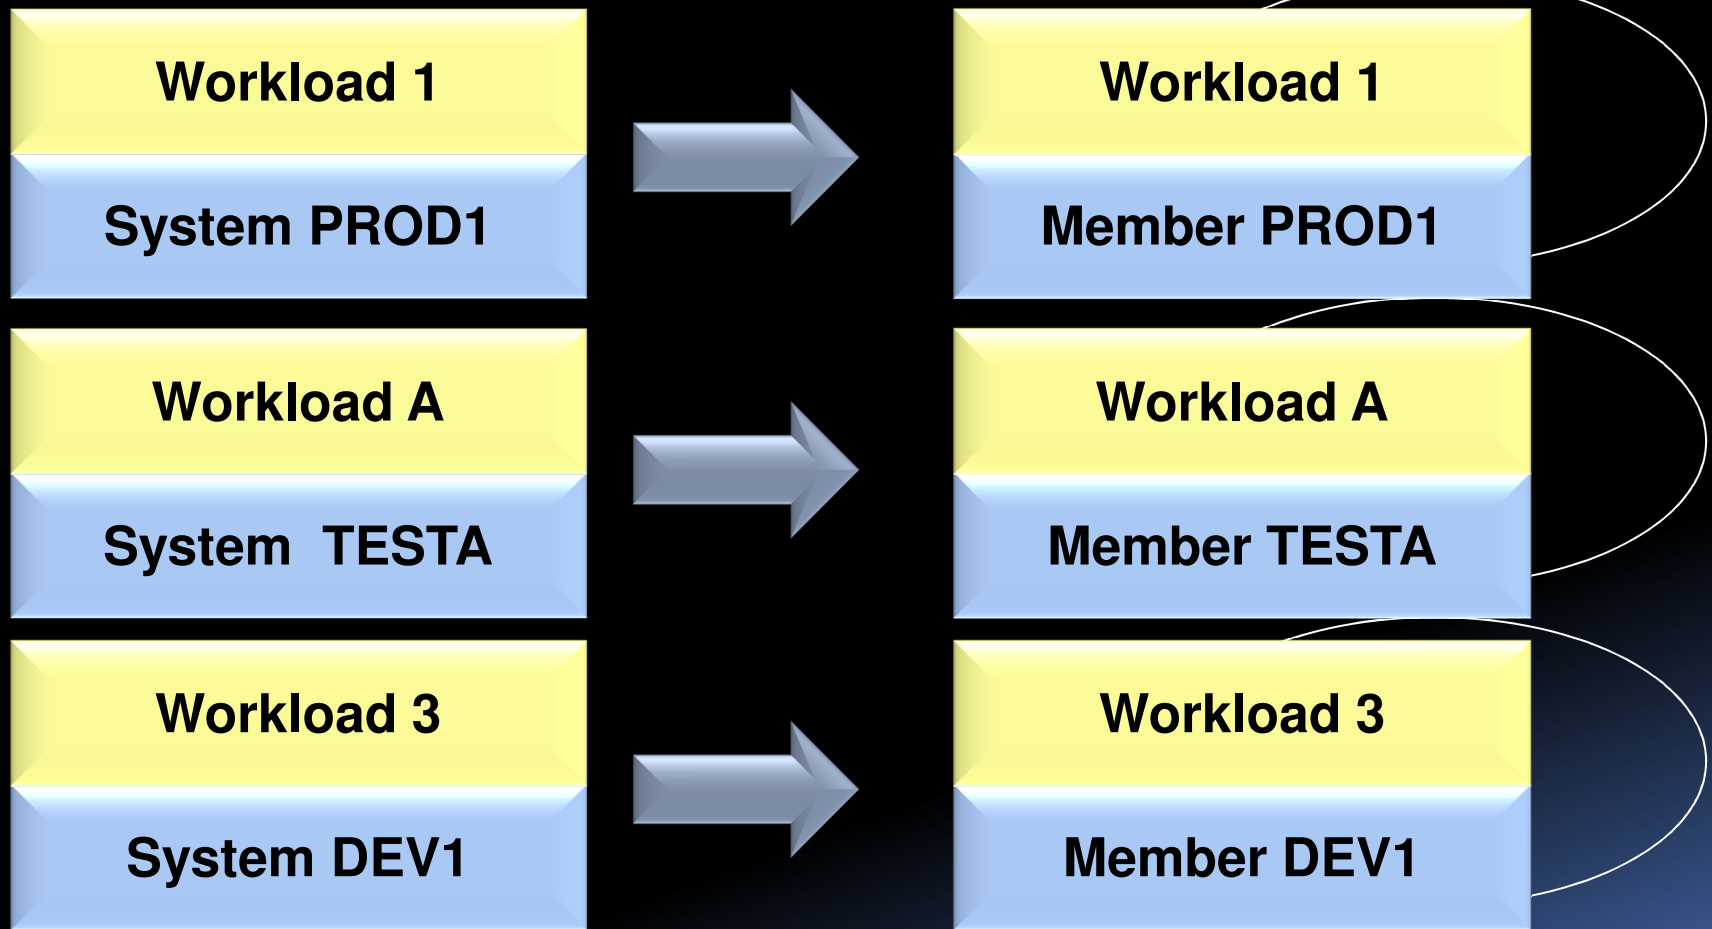 Workload 1
System PROD1
Workload 1
Member PROD1
Workload A
System  TESTA
Workload A
Member TESTA
Workload 3
System DEV1
Workload 3
Member DEV1